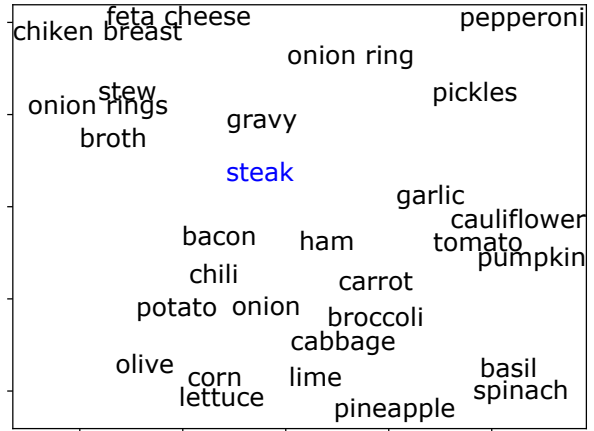 feta cheese
pepperoni
chiken breast
onion ring
stew
pickles
onion rings
gravy
broth
steak
garlic
cauliflower
bacon
ham
tomato
pumpkin
chili
carrot
potato
onion
broccoli
cabbage
olive
basil
corn
lime
spinach
lettuce
pineapple